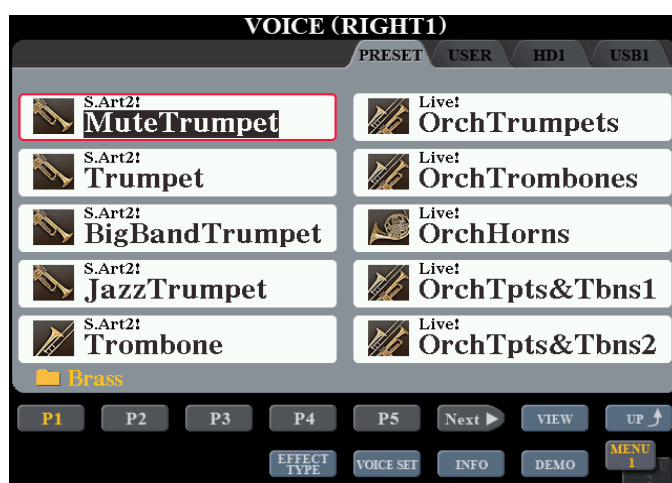 VOICE (RIGHT1)
PRESET USER HD1 USB1
S.Art2!
MuteTrumpet
Live!
OrchTrumpets
S.Art2!
Trumpet
Live!
OrchTrombones
S.Art2!
BigBandTrumpet
Live!
OrchHorns
S.Art2!
JazzTrumpet
Live!
OrchTpts&Tbns1
S.Art2!
Trombone
Live!
OrchTpts&Tbns2
Brass
P1 P2 P3 P4 P5 Next VIEW UP
EFFECT
TYPE
VOICE SET INFO DEMO
MENU
1
2